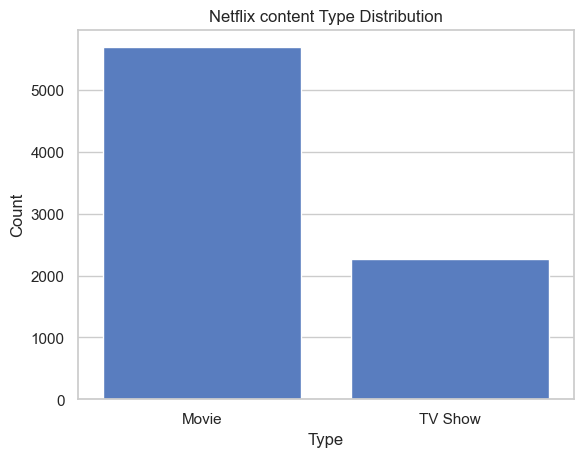 Netflix content Type Distribution
Count
5000
4000
3000
2000
1000
0
Movie
TV Show
Type